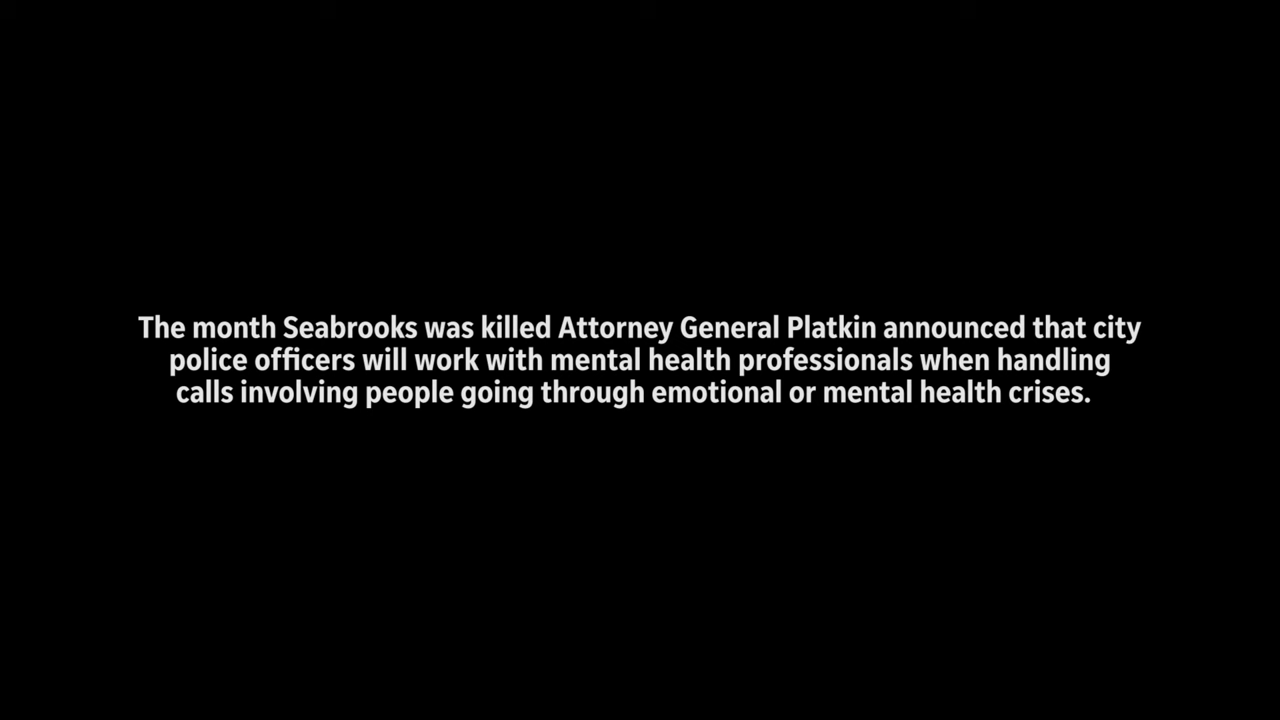 The month Seabrooks was killed Attorney General Platkin announced that city
police officers will work with mental health professionals when handling
calls involving people going through emotional or mental health crises.